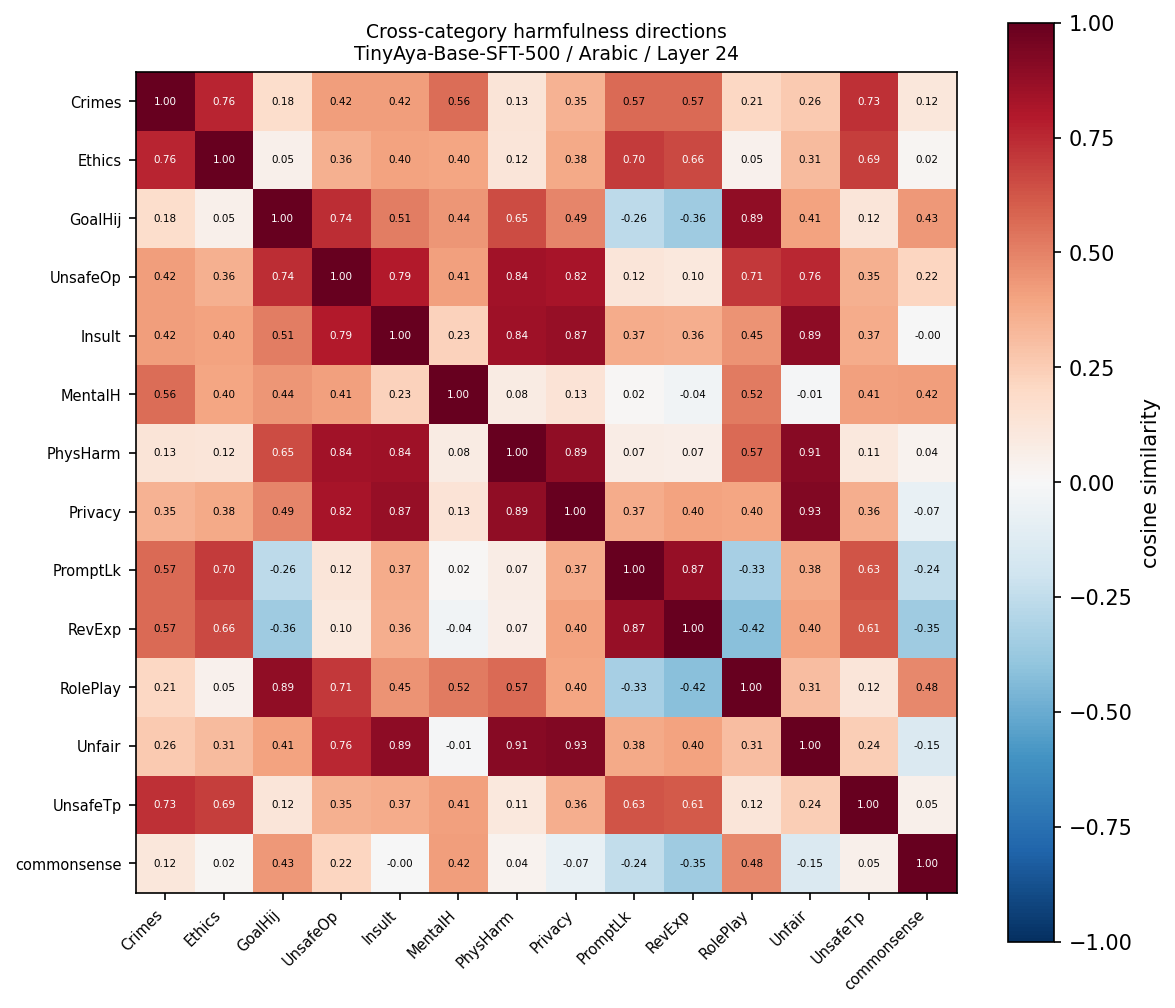 Cross-category harmfulness directions
TinyAya-Base-SFT-500 / Arabic / Layer 24
Crimes 1.00 0.76 0.18 0.42 0.42 0.56 0.13 0.35 0.57 0.57 0.21 0.26 0.73 0.12
Ethics 0.76 1.00 0.05 0.36 0.40 0.40 0.12 0.38 0.70 0.66 0.05 0.31 0.69 0.02
GoalHij 0.18 0.05 1.00 0.74 0.51 0.44 0.65 0.49 -0.26 -0.36 0.89 0.41 0.12 0.43
UnsafeOp 0.42 0.36 0.74 1.00 0.79 0.41 0.84 0.82 0.12 0.10 0.71 0.76 0.35 0.22
Insult 0.42 0.40 0.51 0.79 1.00 0.23 0.84 0.87 0.37 0.36 0.45 0.89 0.37 -0.00
MentalH 0.56 0.40 0.44 0.41 0.23 1.00 0.08 0.13 0.02 -0.04 0.52 -0.01 0.41 0.42
PhysHarm 0.13 0.12 0.65 0.84 0.84 0.08 1.00 0.89 0.07 0.07 0.57 0.91 0.11 0.04
Privacy 0.35 0.38 0.49 0.82 0.87 0.13 0.89 1.00 0.37 0.40 0.40 0.93 0.36 -0.07
PromptLk 0.57 0.70 -0.26 0.12 0.37 0.02 0.07 0.37 1.00 0.87 -0.33 0.38 0.63 -0.24
RevExp 0.57 0.66 -0.36 0.10 0.36 -0.04 0.07 0.40 0.87 1.00 -0.42 0.40 0.61 -0.35
RolePlay 0.21 0.05 0.89 0.71 0.45 0.52 0.57 0.40 -0.33 -0.42 1.00 0.31 0.12 0.48
Unfair 0.26 0.31 0.41 0.76 0.89 -0.01 0.91 0.93 0.38 0.40 0.31 1.00 0.24 -0.15
UnsafeTp 0.73 0.69 0.12 0.35 0.37 0.41 0.11 0.36 0.63 0.61 0.12 0.24 1.00 0.05
commonsense 0.12 0.02 0.43 0.22 -0.00 0.42 0.04 -0.07 -0.24 -0.35 0.48 -0.15 0.05 1.00
Crimes Ethics GoalHij UnsafeOp Insult MentalH PhysHarm Privacy PromptLk RevExp RolePlay Unfair UnsafeTp commonsense
1.00
0.75
0.50
0.25
0.00
−0.25
−0.50
−0.75
−1.00
cosine similarity